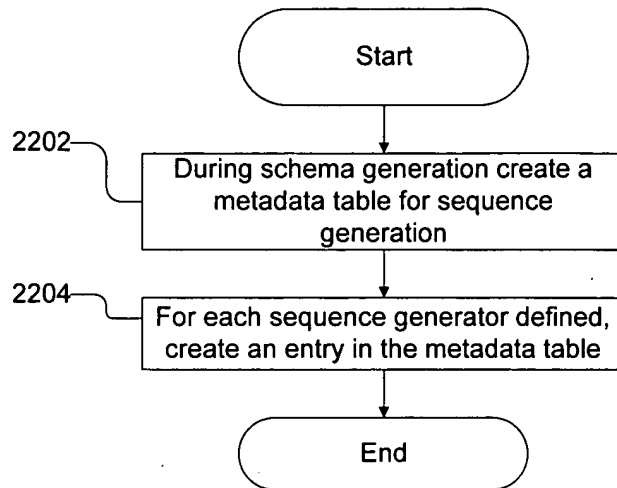 Start
2202
During schema generation create a
metadata table for sequence
generation
2204
For each sequence generator defined,
create an entry in the metadata table
End